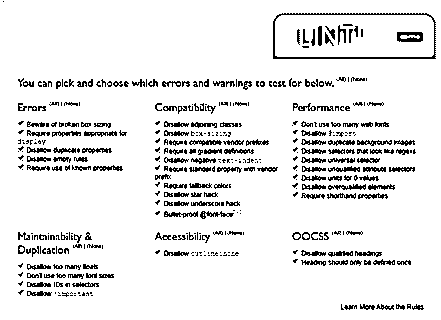 LINT!
You can pick and choose which errors and warnings to test for below. (All) | (None)
Errors (All) | (None)
✔ Beware of broken box sizing
✔ Require properties appropriate for
display
✔ Disallow duplicate properties
✔ Disallow empty rules
✔ Require use of known properties
Compatibility (All) | (None)
✔ Disallow adjoining classes
✔ Disallow box-sizing
✔ Require compatible vendor prefixes
✔ Require all gradient definitions
✔ Disallow negative text-indent
✔ Require standard property with vendor
prefix
✔ Require fallback colors
✔ Disallow star hack
✔ Disallow underscore hack
✔ Bullet-proof @font-face
Performance (All) | (None)
✔ Don't use too many web fonts
✔ Disallow @import
✔ Disallow duplicate background images
✔ Disallow selectors that look like regexs
✔ Disallow universal selector
✔ Disallow unqualified attribute selectors
✔ Disallow units for 0 values
✔ Disallow overqualified elements
✔ Require shorthand properties
Maintainability &
Duplication (All) | (None)
✔ Disallow too many floats
✔ Don't use too many font sizes
✔ Disallow IDs in selectors
✔ Disallow !important
Accessibility (All) | (None)
✔ Disallow outline:none
OOCSS (All) | (None)
✔ Disallow qualified headings
✔ Heading should only be defined once
Learn More About the Rules